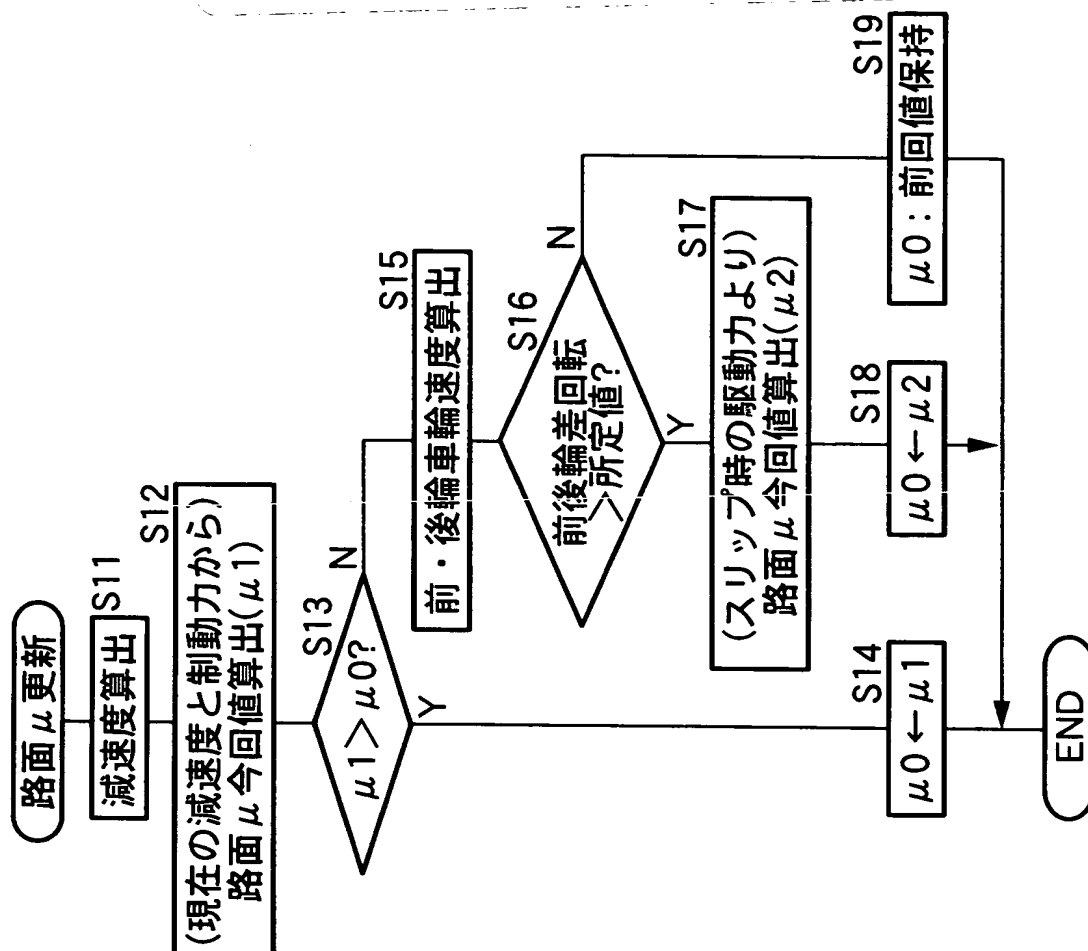 路面μ更新
S11
減速度算出
S12
(現在の減速度と制動力から)
路面μ今回値算出(μ1)
S13
μ1＞μ0?
N
Y
S14
μ0←μ1
S15
前・後輪車輪速度算出
S16
前後輪差回転
＞所定値?
N
Y
S17
(スリップ時の駆動力より)
路面μ今回値算出(μ2)
S18
μ0←μ2
S19
μ0：前回値保持
END